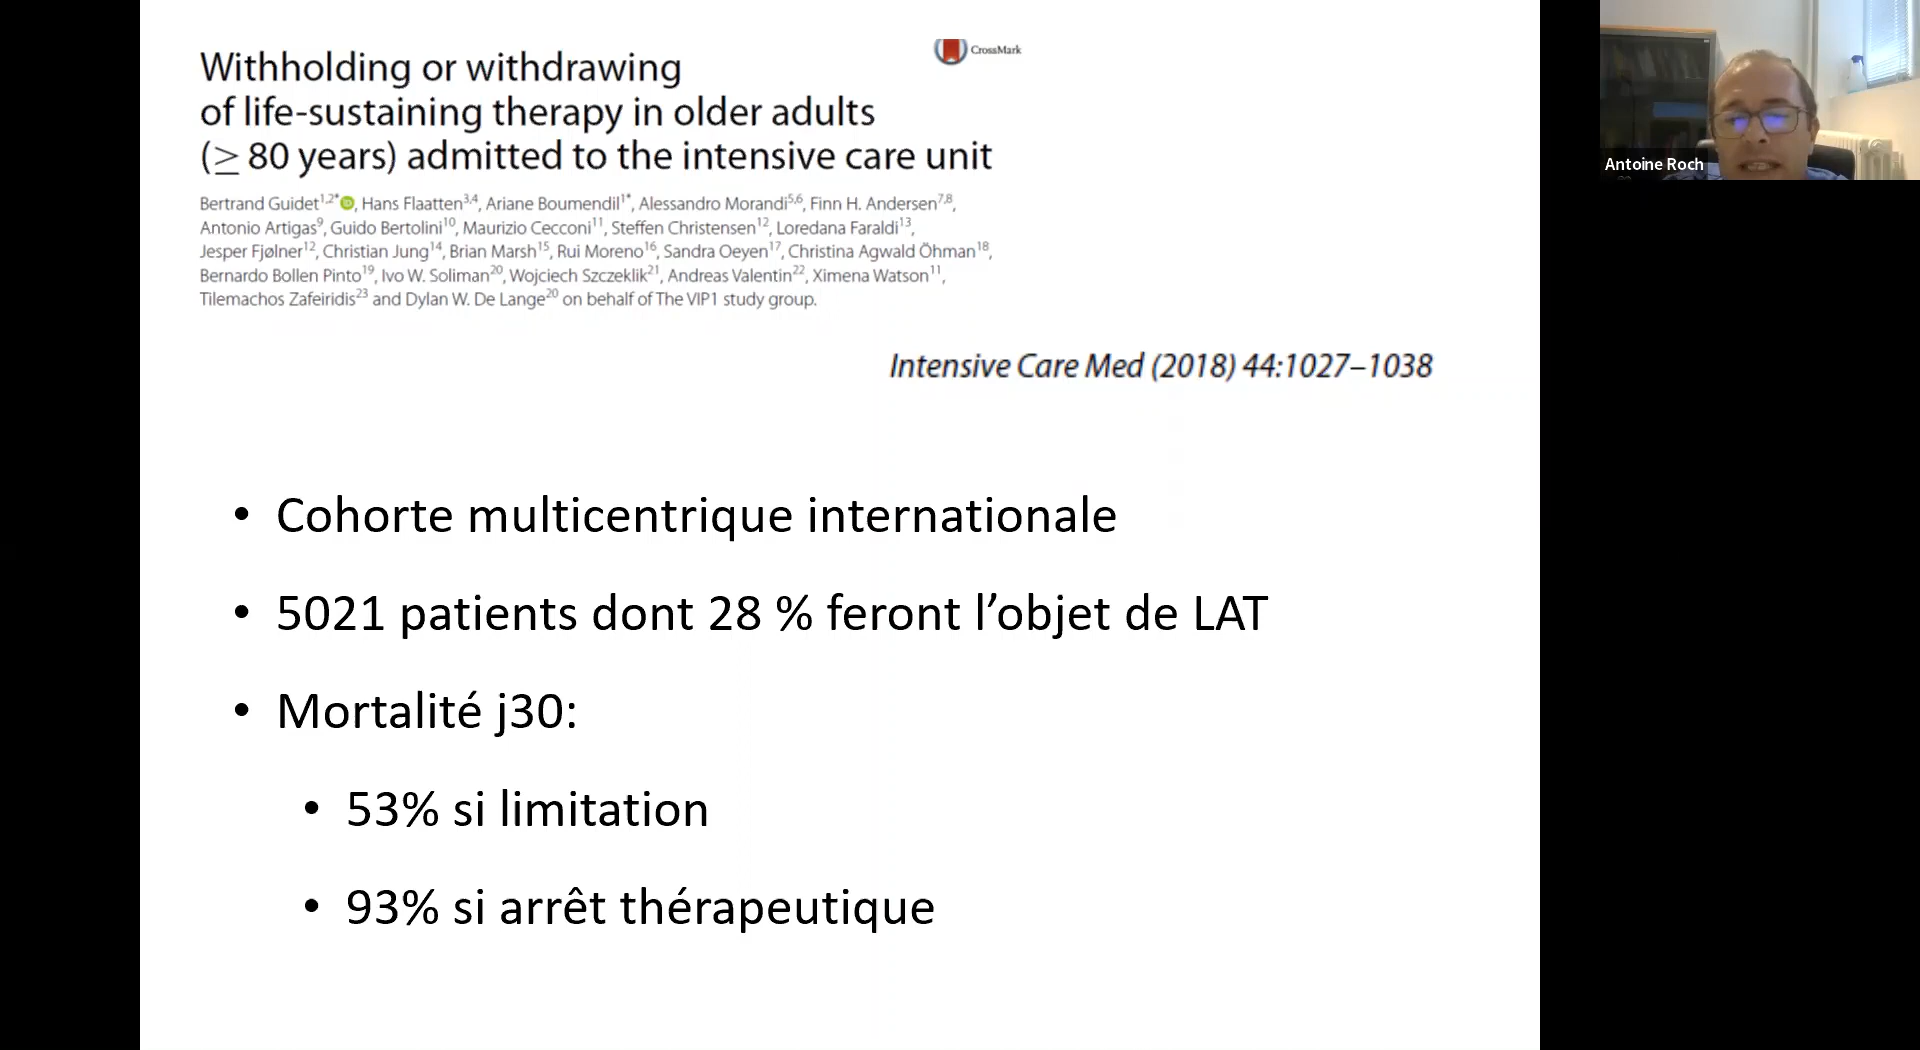 CrossMark
Withholding or withdrawing
of life-sustaining therapy in older adults
(≥ 80 years) admitted to the intensive care unit
Bertrand Guidet1,2*, Hans Flaatten3,4, Ariane Boumendil1*, Alessandro Morandi5,6, Finn H. Andersen7,8,
Antonio Artigas9, Guido Bertolini10, Maurizio Cecconi11, Steffen Christensen12, Loredana Faraldi13,
Jesper Fjølner12, Christian Jung14, Brian Marsh15, Rui Moreno16, Sandra Oeyen17, Christina Agwald Öhman18,
Bernardo Bollen Pinto19, Ivo W. Soliman20, Wojciech Szczeklik21, Andreas Valentin22, Ximena Watson11,
Tilemachos Zafeiridis23 and Dylan W. De Lange20 on behalf of The VIP1 study group.
Intensive Care Med (2018) 44:1027–1038
• Cohorte multicentrique internationale
• 5021 patients dont 28 % feront l’objet de LAT
• Mortalité j30:
• 53% si limitation
• 93% si arrêt thérapeutique
Antoine Roch